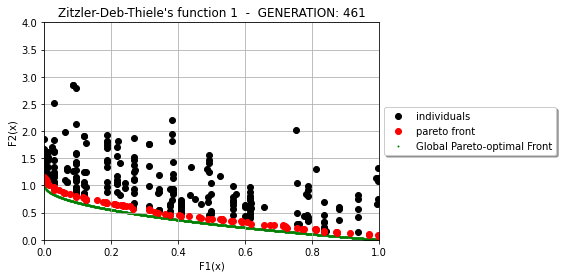 Zitzler-Deb-Thiele's function 1  -  GENERATION: 461
4.0
3.5
3.0
2.5
2.0
1.5
1.0
0.5
0.0
F2(x)
0.0 0.2 0.4 0.6 0.8 1.0
F1(x)
individuals
pareto front
Global Pareto-optimal Front